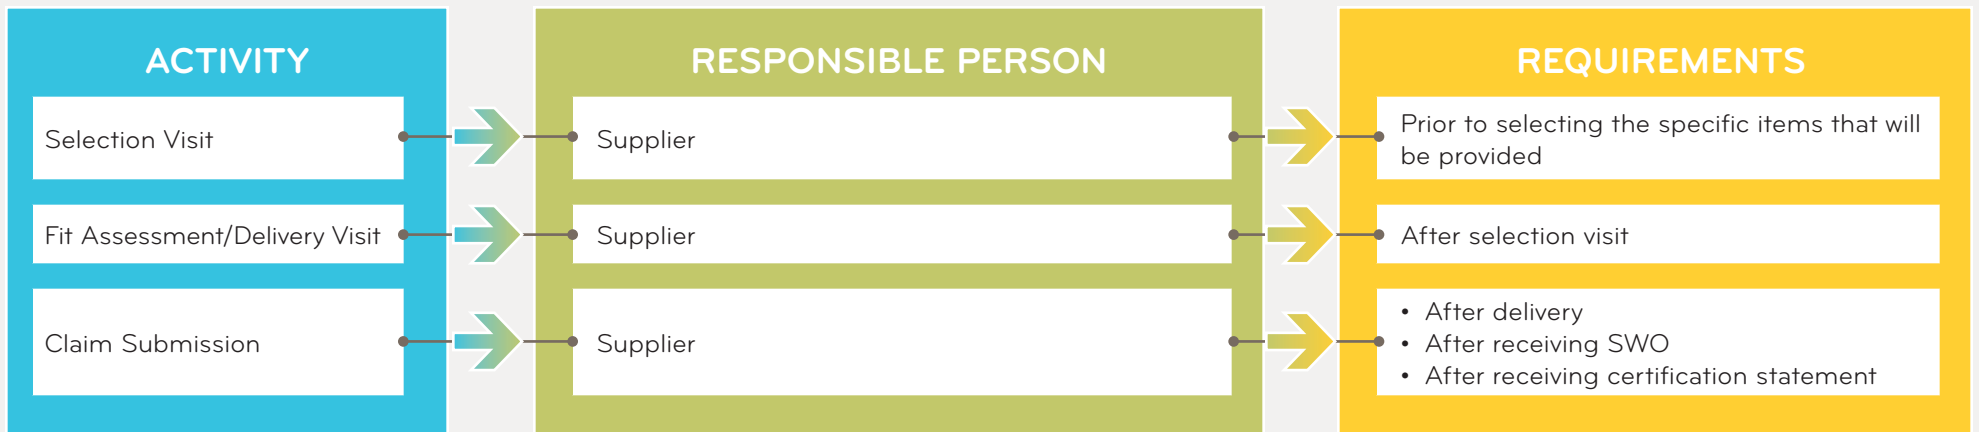 ACTIVITY
RESPONSIBLE PERSON
REQUIREMENTS
Selection Visit
Supplier
Prior to selecting the specific items that will
be provided
Fit Assessment/Delivery Visit
Supplier
After selection visit
Claim Submission
Supplier
• After delivery
• After receiving SWO
• After receiving certification statement